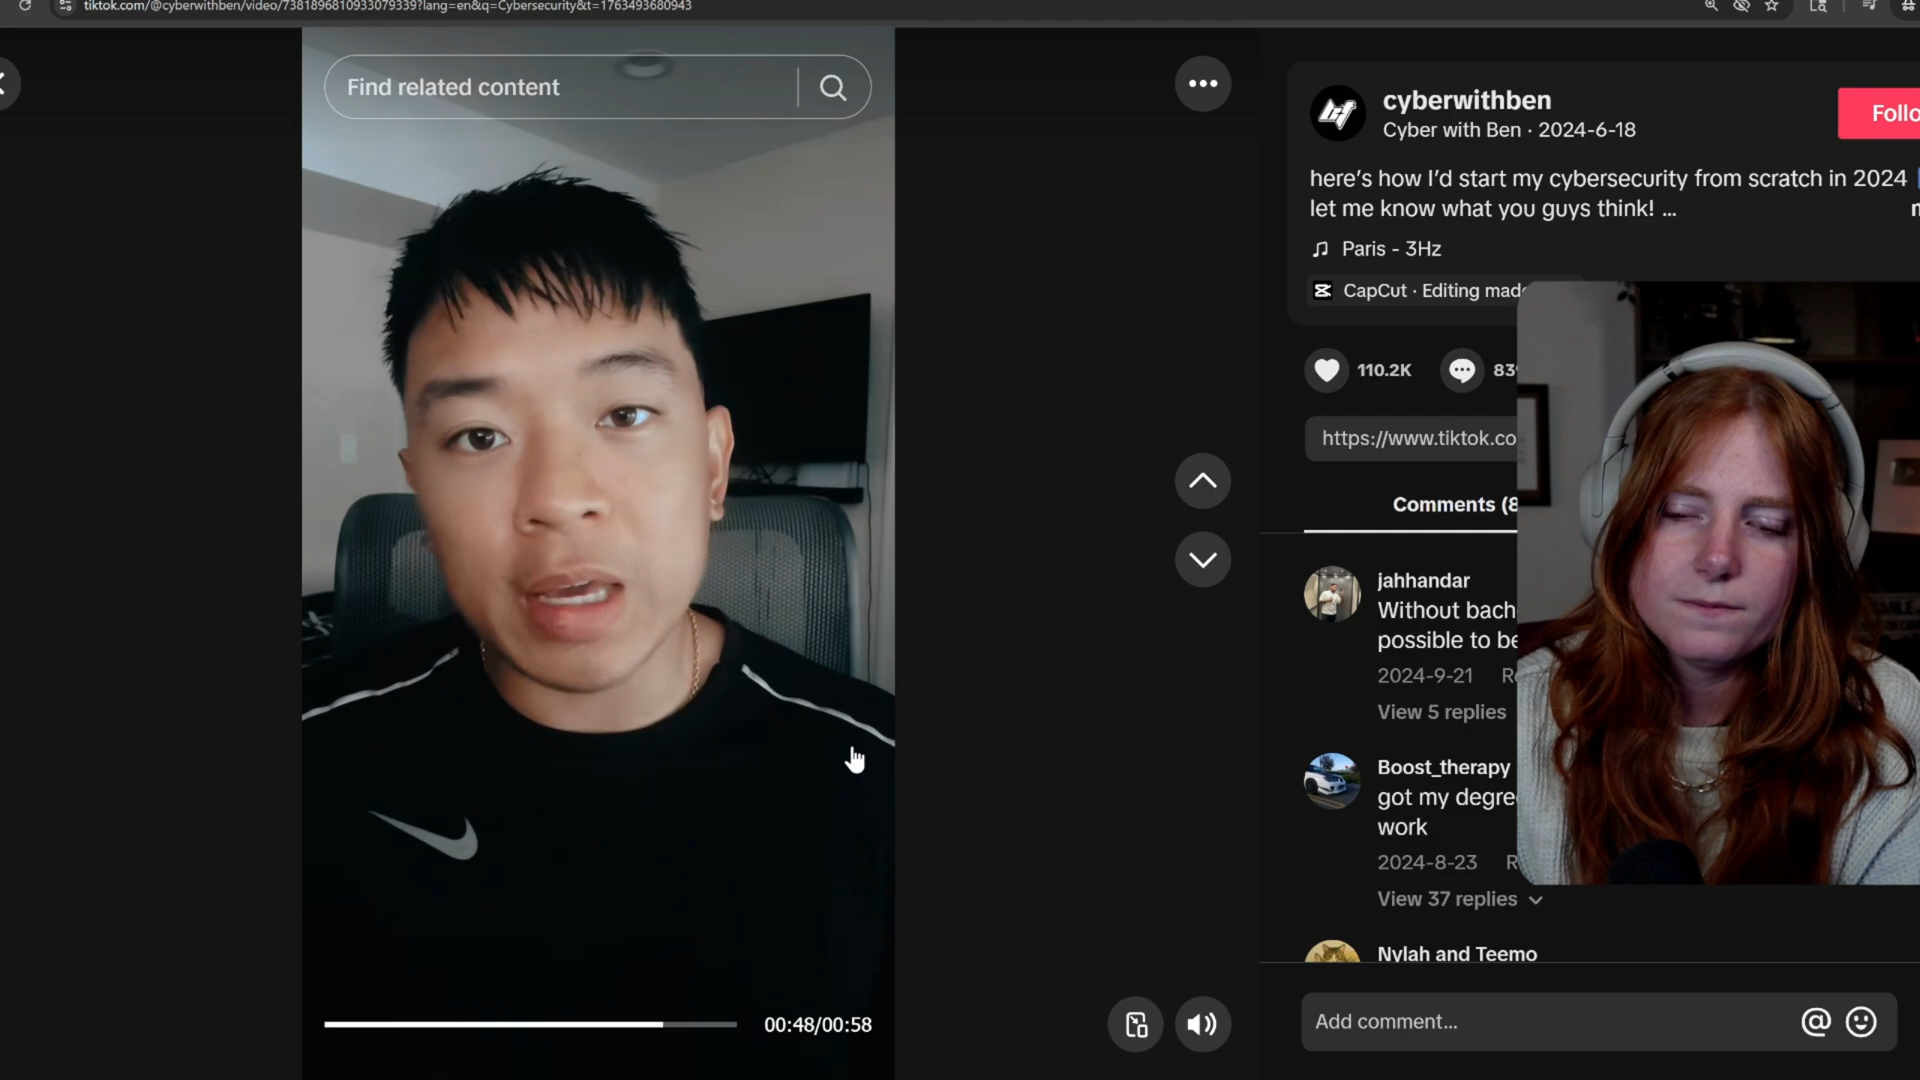 tiktok.com/@cyberwithben/video/7381896810933079339?lang=en&q=Cybersecurity&t=1763493680943
Find related content
00:48/00:58
cyberwithben
Cyber with Ben · 2024-6-18
Follo
here's how I'd start my cybersecurity from scratch in 2024
let me know what you guys think! ...
Paris - 3Hz
CapCut · Editing made
110.2K
83
https://www.tiktok.co
Comments (8
jahhandar
Without bach
possible to be
2024-9-21
View 5 replies
Boost_therapy
got my degre
work
2024-8-23 R
View 37 replies
Nylah and Teemo
Add comment...